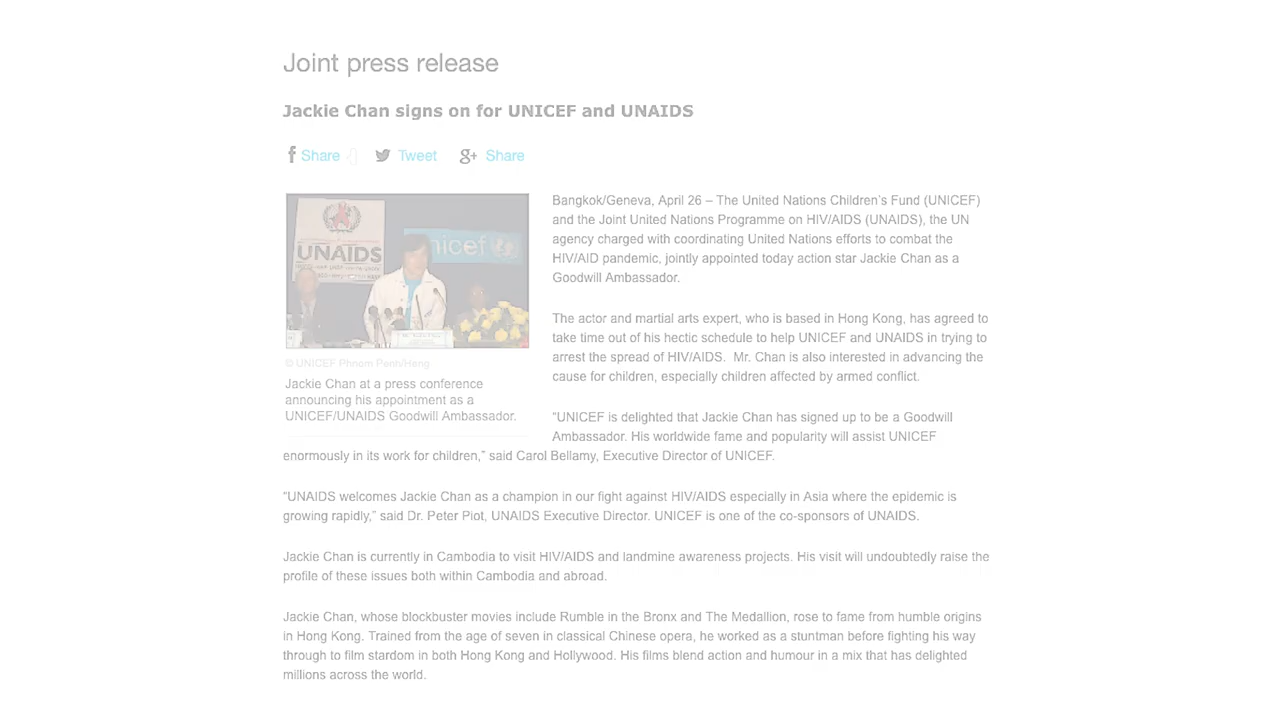 Joint press release
Jackie Chan signs on for UNICEF and UNAIDS
Share
Tweet
g+ Share
UNAIDS
unicef
© UNICEF Phnom Penh/Heng
Jackie Chan at a press conference
announcing his appointment as a
UNICEF/UNAIDS Goodwill Ambassador.
Bangkok/Geneva, April 26 – The United Nations Children's Fund (UNICEF)
and the Joint United Nations Programme on HIV/AIDS (UNAIDS), the UN
agency charged with coordinating United Nations efforts to combat the
HIV/AID pandemic, jointly appointed today action star Jackie Chan as a
Goodwill Ambassador.
The actor and martial arts expert, who is based in Hong Kong, has agreed to
take time out of his hectic schedule to help UNICEF and UNAIDS in trying to
arrest the spread of HIV/AIDS.  Mr. Chan is also interested in advancing the
cause for children, especially children affected by armed conflict.
"UNICEF is delighted that Jackie Chan has signed up to be a Goodwill
Ambassador. His worldwide fame and popularity will assist UNICEF
enormously in its work for children," said Carol Bellamy, Executive Director of UNICEF.
"UNAIDS welcomes Jackie Chan as a champion in our fight against HIV/AIDS especially in Asia where the epidemic is
growing rapidly," said Dr. Peter Piot, UNAIDS Executive Director. UNICEF is one of the co-sponsors of UNAIDS.
Jackie Chan is currently in Cambodia to visit HIV/AIDS and landmine awareness projects. His visit will undoubtedly raise the
profile of these issues both within Cambodia and abroad.
Jackie Chan, whose blockbuster movies include Rumble in the Bronx and The Medallion, rose to fame from humble origins
in Hong Kong. Trained from the age of seven in classical Chinese opera, he worked as a stuntman before fighting his way
through to film stardom in both Hong Kong and Hollywood. His films blend action and humour in a mix that has delighted
millions across the world.